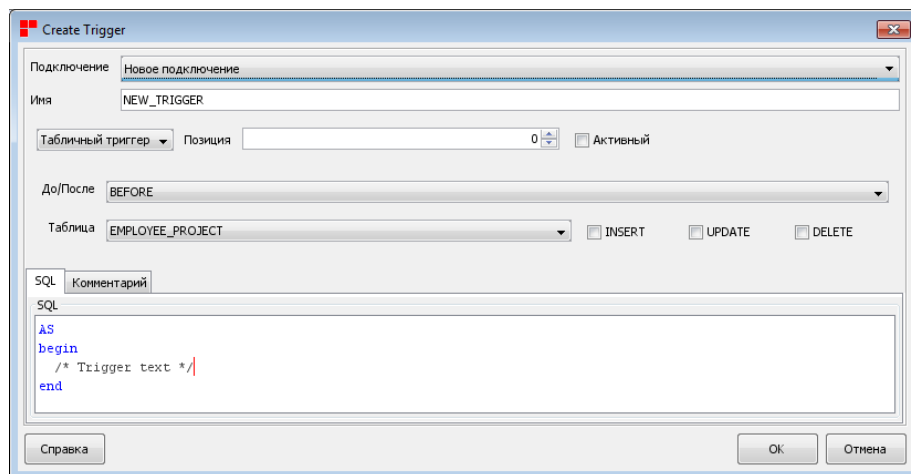 Create Trigger
Подключение Новое подключение
Имя NEW_TRIGGER
Табличный триггер Позиция 0 Активный
До/После BEFORE
Таблица EMPLOYEE_PROJECT INSERT UPDATE DELETE
SQL Комментарий
SQL
AS
begin
/* Trigger text */
end
Справка OK Отмена